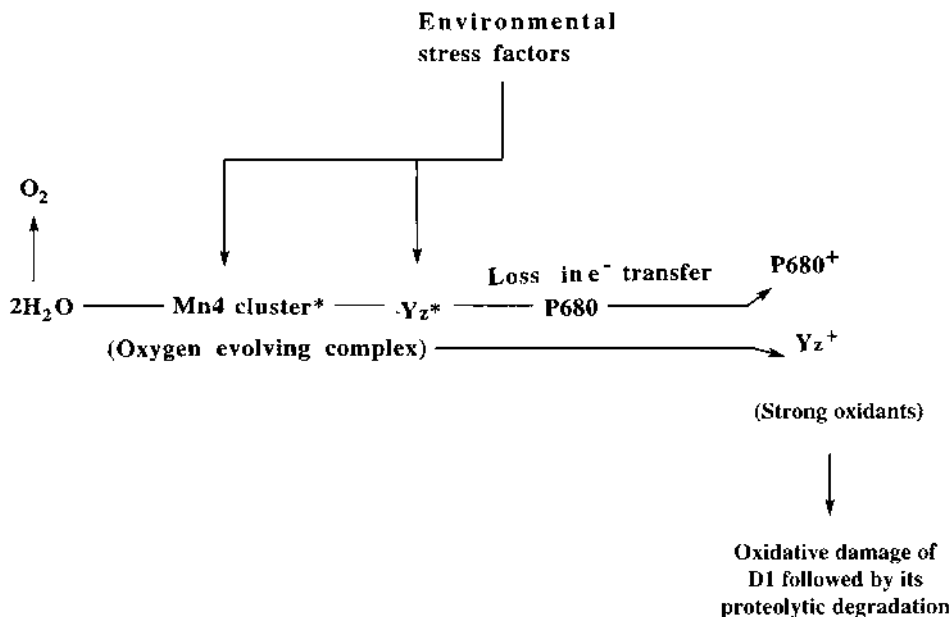 Environmental
stress factors
O₂
Loss in e⁻ transfer
P680⁺
2H₂O Mn4 cluster* Yz* P680
(Oxygen evolving complex)
Yz⁺
(Strong oxidants)
Oxidative damage of
D1 followed by its
proteolytic degradation